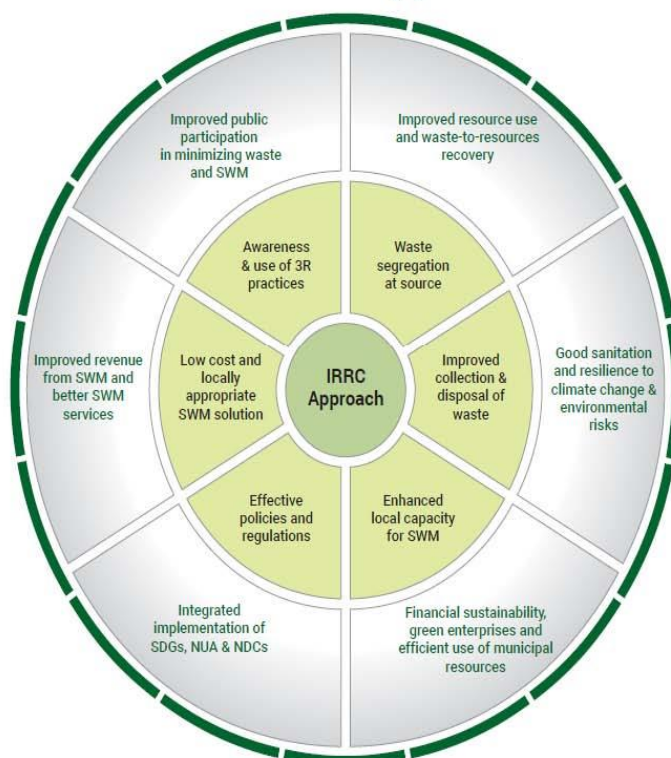 Improved public
participation
in minimizing waste
and SWM
Improved resource use
and waste-to-resources
recovery
Awareness
& use of 3R
practices
Waste
segregation
at source
Improved revenue
from SWM and
better SWM
services
Low cost and
locally
appropriate
SWM solution
IRRC
Approach
Improved
collection &
disposal of
waste
Good sanitation
and resilience to
climate change &
environmental
risks
Effective
policies and
regulations
Enhanced
local capacity
for SWM
Integrated
implementation of
SDGs, NUA & NDCs
Financial sustainability,
green enterprises and
efficient use of municipal
resources